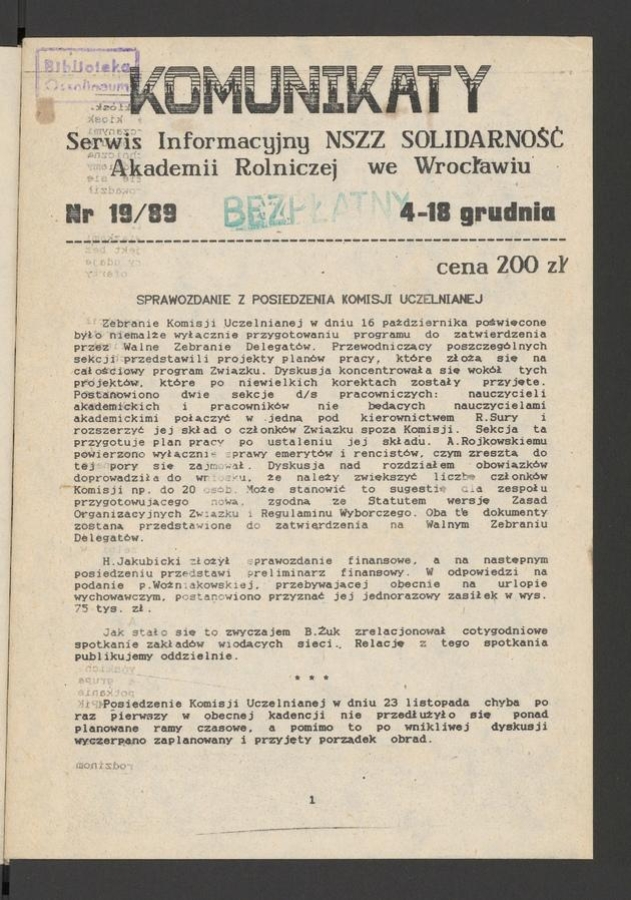 Biblioteka
Ossolineum
KOMUNIKATY
Serwis Informacyjny NSZZ SOLIDARNOŚĆ
Akademii Rolniczej we Wrocławiu
Nr 19/89 BEZPŁATNY 4-18 grudnia
cena 200 zł
SPRAWOZDANIE Z POSIEDZENIA KOMISJI UCZELNIANEJ
Zebranie Komisji Uczelnianej w dniu 16 października poświęcone
było niemalże wyłącznie przygotowaniu programu do zatwierdzenia
przez Walne Zebranie Delegatów. Przewodniczący poszczególnych
sekcji przedstawili projekty planów pracy, które złożą się na
całościowy program Związku. Dyskusja koncentrowała się wokół tych
projektów, które po niewielkich korektach zostały przyjęte.
Postanowiono dwie sekcje d/s pracowniczych: nauczycieli
akademickich i pracowników nie będących nauczycielami
akademickimi połączyć w jedną pod kierownictwem R.Sury i
rozszerzyć jej skład o członków Związku spoza Komisji. Sekcja ta
przygotuje plan pracy po ustaleniu jej składu. A.Rojkowskiemu
powierzono wyłącznie sprawy emerytów i rencistów, czym zresztą do
tej pory się zajmował. Dyskusja nad rozdziałem obowiązków
doprowadziła do wniosku, że należy zwiększyć liczbę członków
Komisji np. do 20 osób. Może stanowić to sugestię dla zespołu
przygotowującego nową, zgodną ze Statutem wersję Zasad
Organizacyjnych Związku i Regulaminu Wyborczego. Oba te dokumenty
zostaną przedstawione do zatwierdzenia na Walnym Zebraniu
Delegatów.
H.Jakubicki złożył sprawozdanie finansowe, a na następnym
posiedzeniu przedstawi preliminarz finansowy. W odpowiedzi na
podanie p.Woźniakowskiej, przebywającej obecnie na urlopie
wychowawczym, postanowiono przyznać jej jednorazowy zasiłek w wys.
75 tys. zł.
Jak stało się to zwyczajem B.Żuk zrelacjonował cotygodniowe
spotkanie zakładów wiodących sieci. Relację z tego spotkania
publikujemy oddzielnie.
* * *
Posiedzenie Komisji Uczelnianej w dniu 23 listopada chyba po
raz pierwszy w obecnej kadencji nie przedłużyło się ponad
planowane ramy czasowe, a pomimo to po wnikliwej dyskusji
wyczerpano zaplanowany i przyjęty porządek obrad.
1